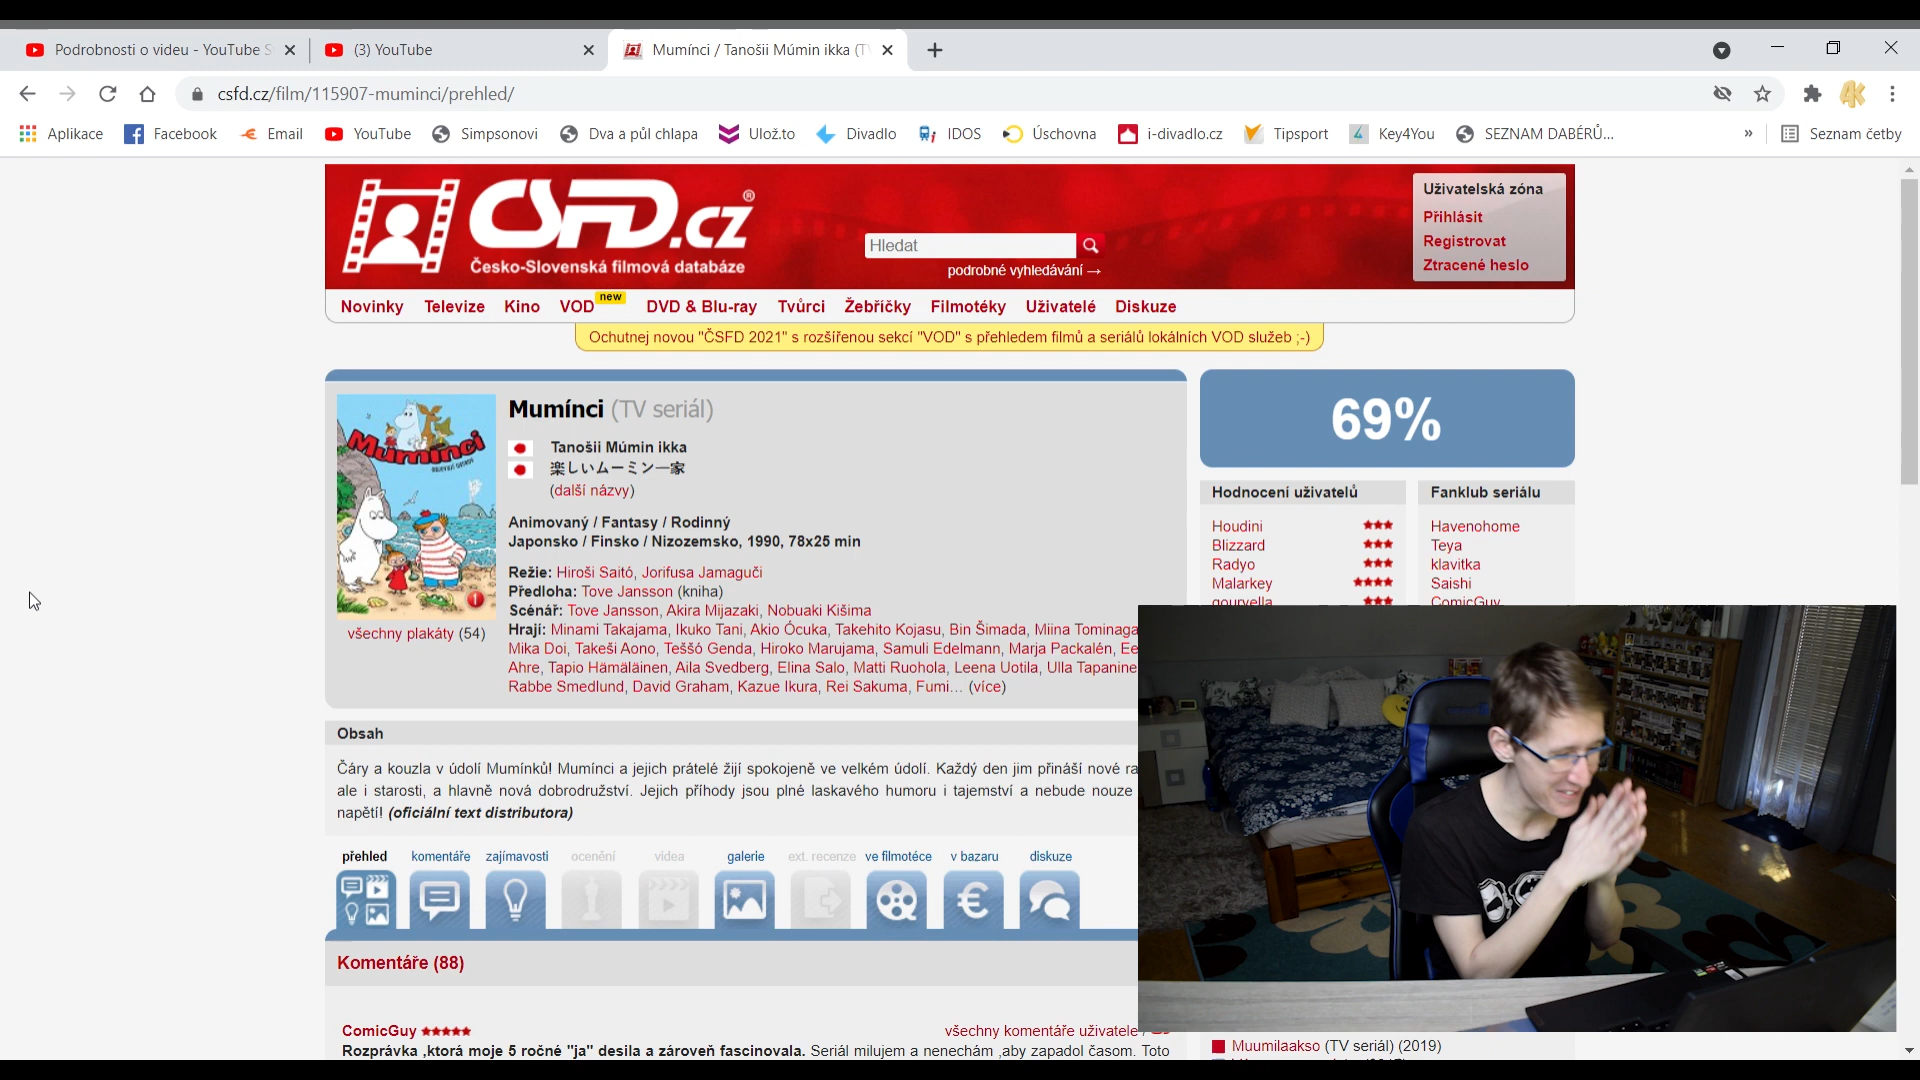 Podrobnosti o videu - YouTube S
(3) YouTube
Mumínci / Tanošii Múmin ikka (T
csfd.cz/film/115907-muminci/prehled/
Aplikace
Facebook
Email
YouTube
Simpsonovi
Dva a půl chlapa
Ulož.to
Divadlo
IDOS
Úschovna
i-divadlo.cz
Tipsport
Key4You
SEZNAM DABÉRŮ...
»
Seznam četby
ČSFD.cz®
Česko-Slovenská filmová databáze
Hledat
podrobné vyhledávání →
Uživatelská zóna
Přihlásit
Registrovat
Ztracené heslo
Novinky
Televize
Kino
VOD new
DVD & Blu-ray
Tvůrci
Žebříčky
Filmotéky
Uživatelé
Diskuze
Ochutnej novou "ČSFD 2021" s rozšířenou sekcí "VOD" s přehledem filmů a seriálů lokálních VOD služeb ;-)
Mumínci
Mumínci (TV seriál)
Tanošii Múmin ikka
楽しいムーミン一家
(další názvy)
Animovaný / Fantasy / Rodinný
Japonsko / Finsko / Nizozemsko, 1990, 78x25 min
Režie: Hiroši Saitó, Jorifusa Jamaguči
Předloha: Tove Jansson (kniha)
Scénář: Tove Jansson, Akira Mijazaki, Nobuaki Kišima
Hrají: Minami Takajama, Ikuko Tani, Akio Ócuka, Takehito Kojasu, Bin Šimada, Miina Tominaga
Mika Doi, Takeši Aono, Teššó Genda, Hiroko Marujama, Samuli Edelmann, Marja Packalén, Ee
Ahre, Tapio Hämäläinen, Aila Svedberg, Elina Salo, Matti Ruohola, Leena Uotila, Ulla Tapanine
Rabbe Smedlund, David Graham, Kazue Ikura, Rei Sakuma, Fumi... (více)
všechny plakáty (54)
69%
Hodnocení uživatelů
Houdini ★★★
Blizzard ★★★
Radyo ★★★
Malarkey ★★★★
gourvella ★★★
Fanklub seriálu
Havenohome
Teya
klavitka
Saishi
ComicGuy
Obsah
Čáry a kouzla v údolí Mumínků! Mumínci a jejich prátelé žijí spokojeně ve velkém údolí. Každý den jim přináší nové ra
ale i starosti, a hlavně nová dobrodružství. Jejich příhody jsou plné laskavého humoru i tajemství a nebude nouze
napětí! (oficiální text distributora)
přehled
komentáře
zajímavosti
ocenění
videa
galerie
ext. recenze
ve filmotéce
v bazaru
diskuze
Komentáře (88)
ComicGuy ★★★★★
všechny komentáře uživatele
Rozprávka ,ktorá moje 5 ročné "ja" desila a zároveň fascinovala. Seriál milujem a nenechám ,aby zapadol časom. Toto
Muumilaakso (TV seriál) (2019)